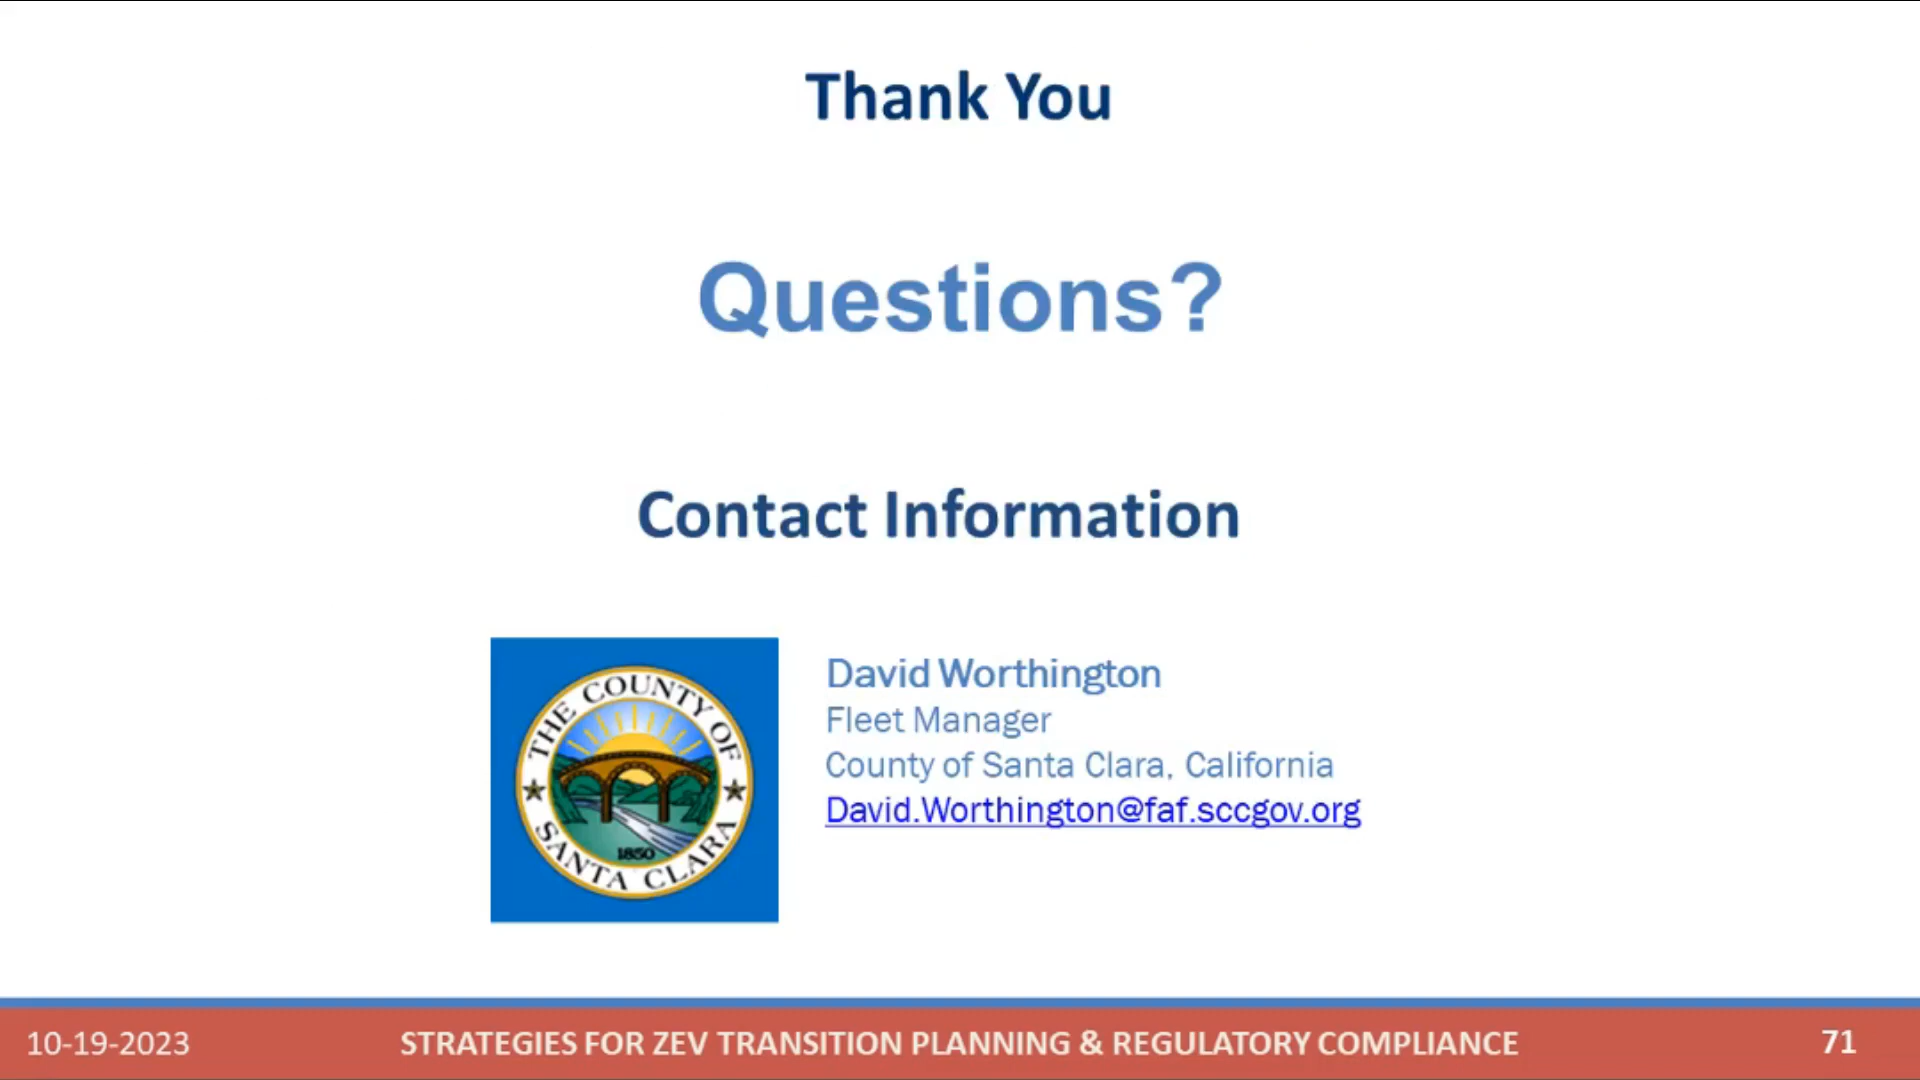 Thank You
Questions?
Contact Information
THE COUNTY OF
SANTA CLARA
1850
David Worthington
Fleet Manager
County of Santa Clara, California
David.Worthington@faf.sccgov.org
10-19-2023
STRATEGIES FOR ZEV TRANSITION PLANNING & REGULATORY COMPLIANCE
71